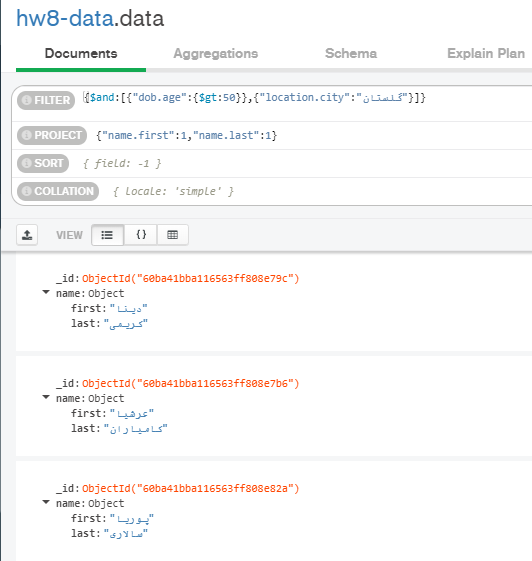 hw8-data.data
Documents Aggregations Schema Explain Plan
FILTER {$and:[{"dob.age":{$gt:50}},{"location.city":"گلستان"}]}
PROJECT {"name.first":1,"name.last":1}
SORT { field: -1 }
COLLATION { locale: 'simple' }
VIEW {}
_id: ObjectId("60ba41bba116563ff808e79c")
name: Object
first: "دینا"
last: "کریمی"
_id: ObjectId("60ba41bba116563ff808e7b6")
name: Object
first: "عرشیا"
last: "کامیاران"
_id: ObjectId("60ba41bba116563ff808e82a")
name: Object
first: "پوریا"
last: "سالاری"